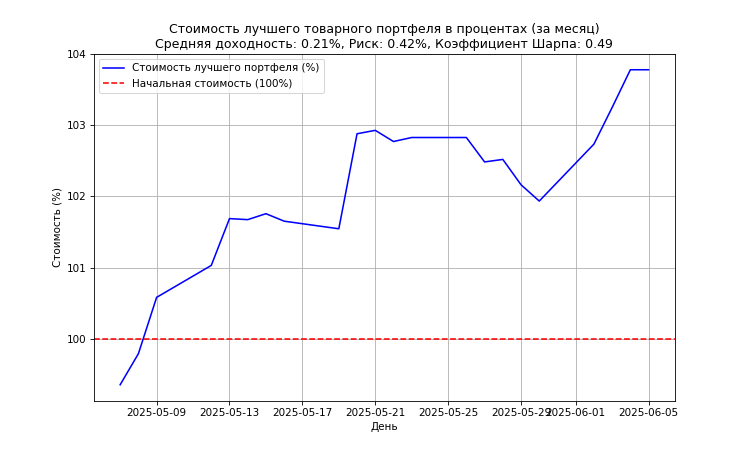 Стоимость лучшего товарного портфеля в процентах (за месяц)
Средняя доходность: 0.21%, Риск: 0.42%, Коэффициент Шарпа: 0.49
Стоимость лучшего портфеля (%)
Начальная стоимость (100%)
Стоимость (%)
104
103
102
101
100
2025-05-09 2025-05-13 2025-05-17 2025-05-21 2025-05-25 2025-05-29 2025-06-01 2025-06-05
День